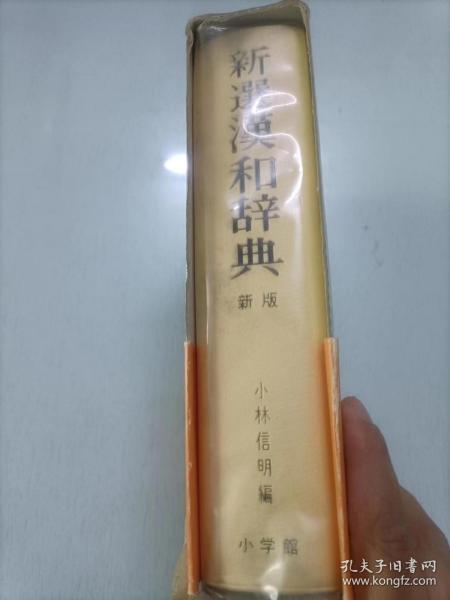 新選漢和辞典
新版
小林信明編
小学館
孔夫子旧书网
www.kongfz.com